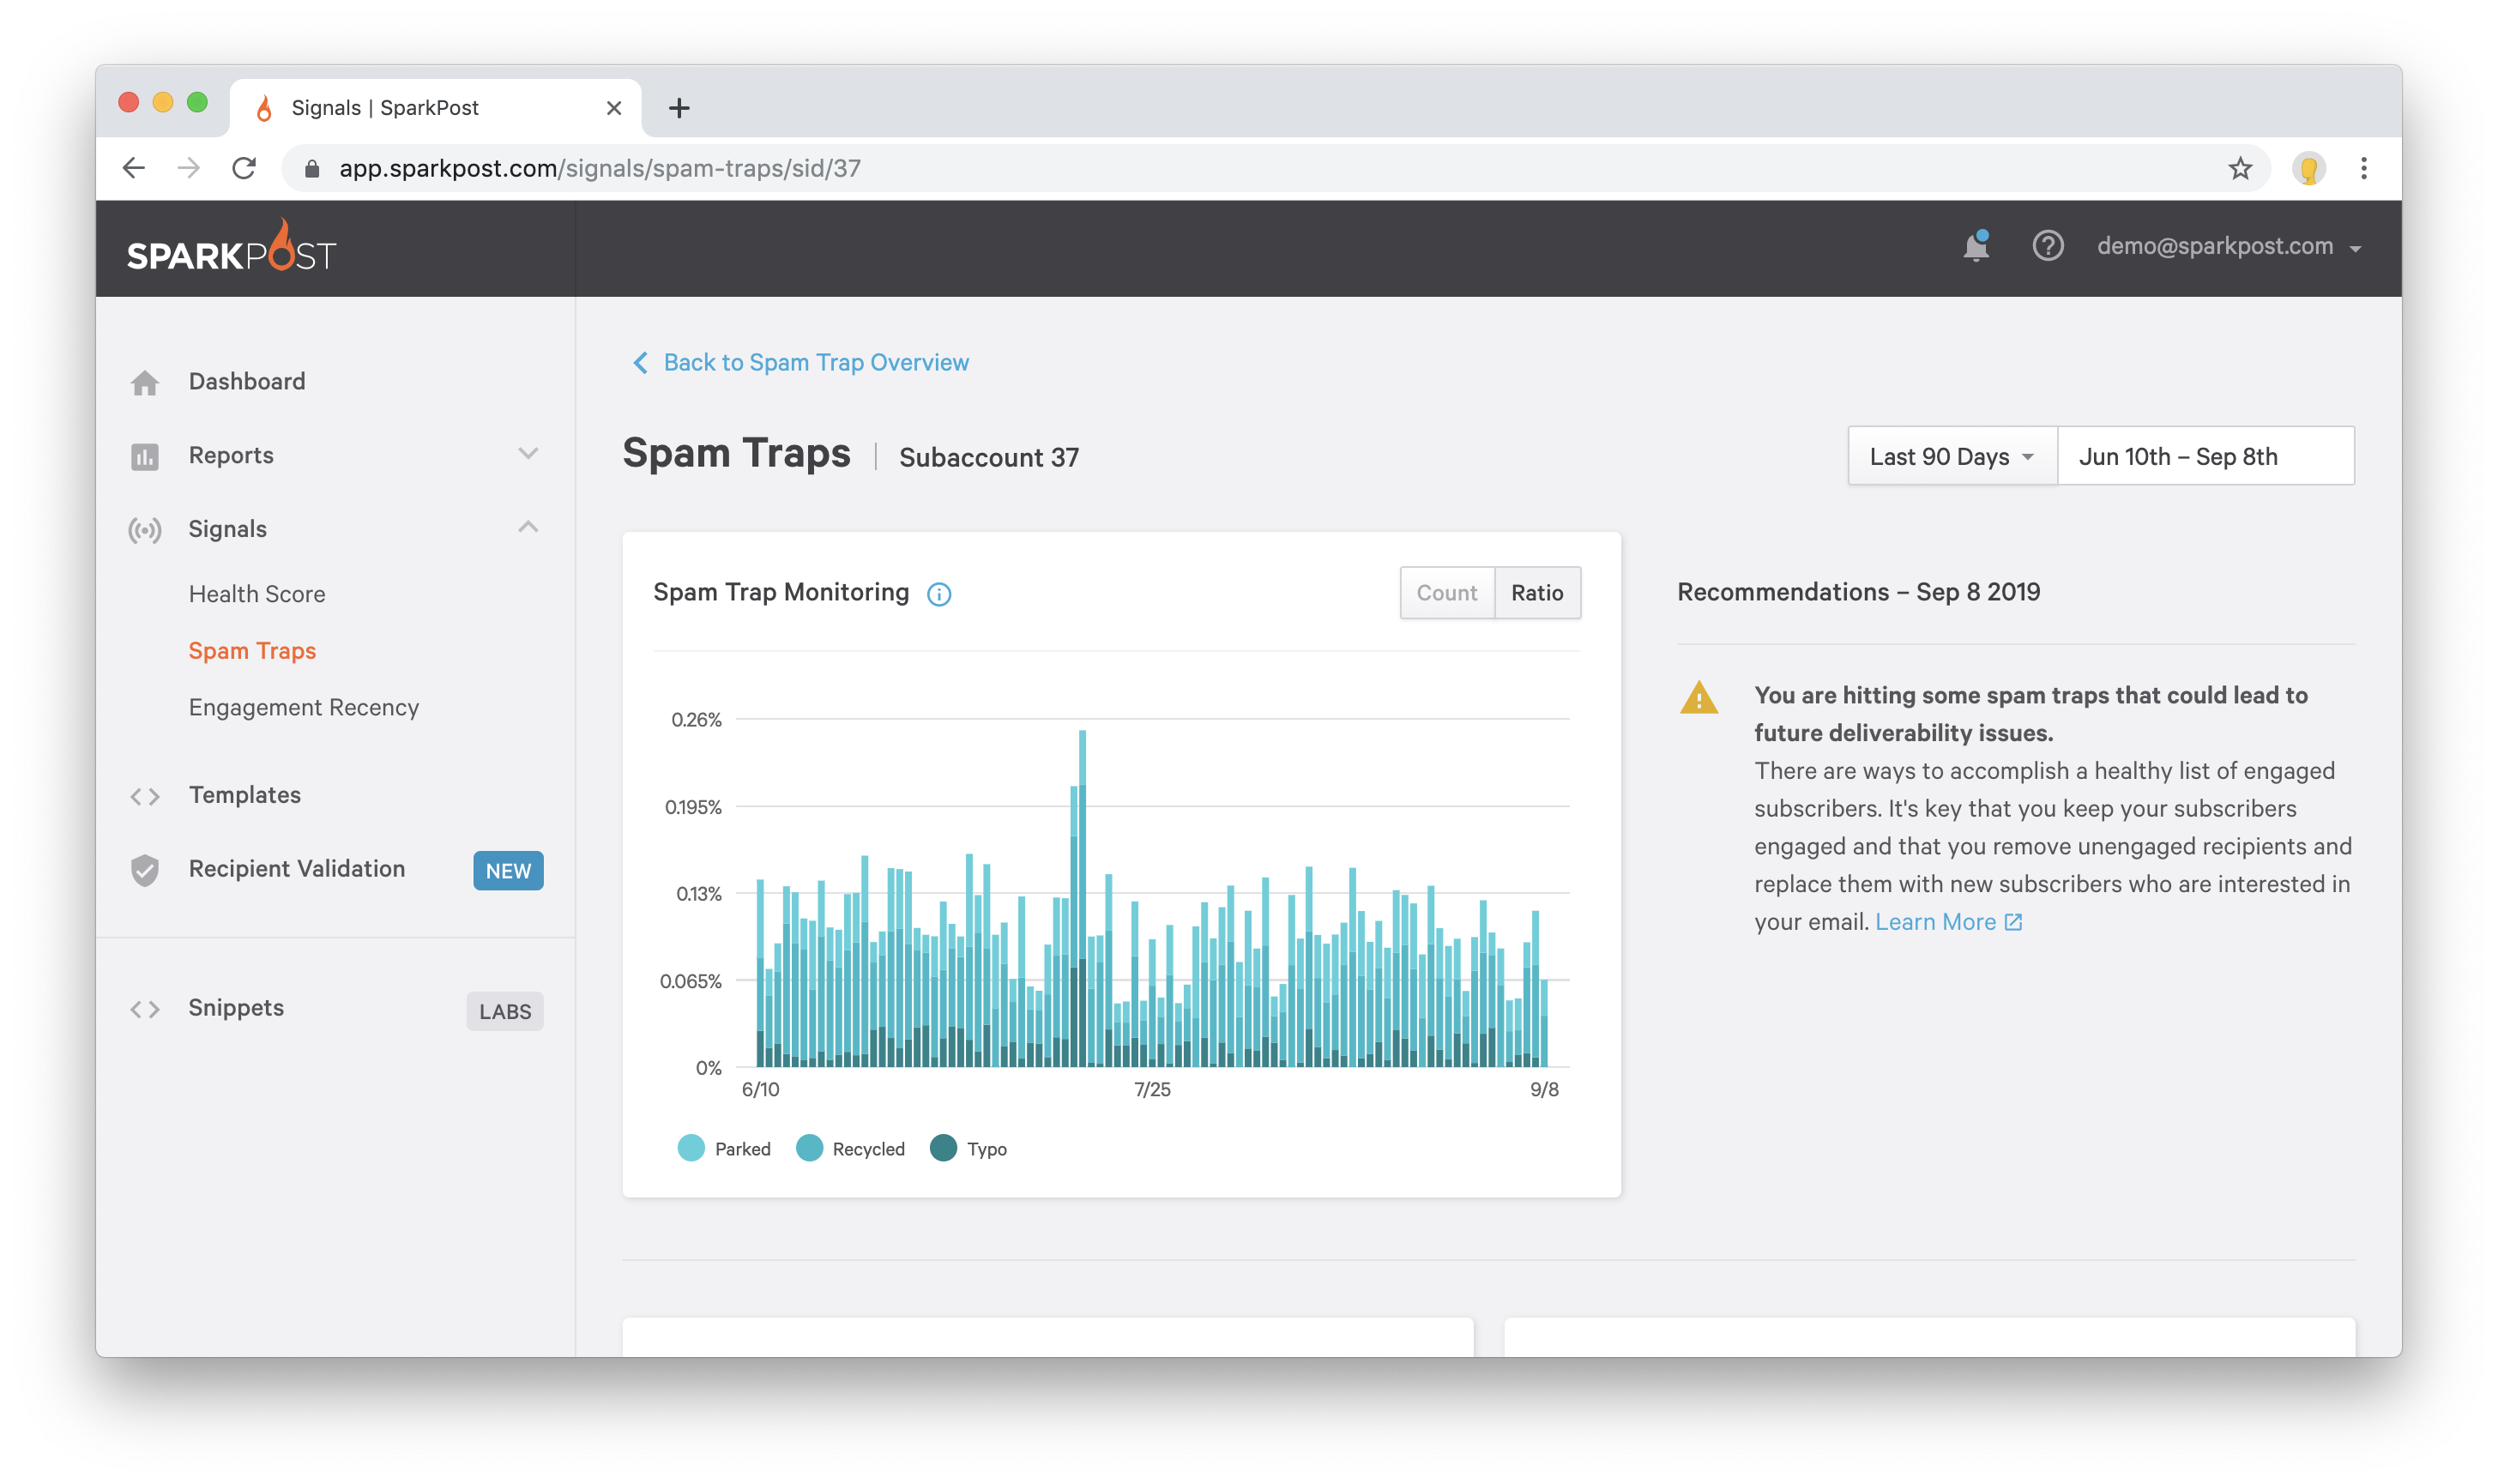 Signals | SparkPost
app.sparkpost.com/signals/spam-traps/sid/37
SPARKPOST
demo@sparkpost.com
Dashboard
Reports
Signals
Health Score
Spam Traps
Engagement Recency
Templates
Recipient Validation NEW
Snippets LABS
Back to Spam Trap Overview
Spam Traps | Subaccount 37
Last 90 Days
Jun 10th – Sep 8th
Spam Trap Monitoring
Count Ratio
0.26%
0.195%
0.13%
0.065%
0%
6/10 7/25 9/8
Parked Recycled Typo
Recommendations – Sep 8 2019
You are hitting some spam traps that could lead to
future deliverability issues.
There are ways to accomplish a healthy list of engaged
subscribers. It's key that you keep your subscribers
engaged and that you remove unengaged recipients and
replace them with new subscribers who are interested in
your email. Learn More